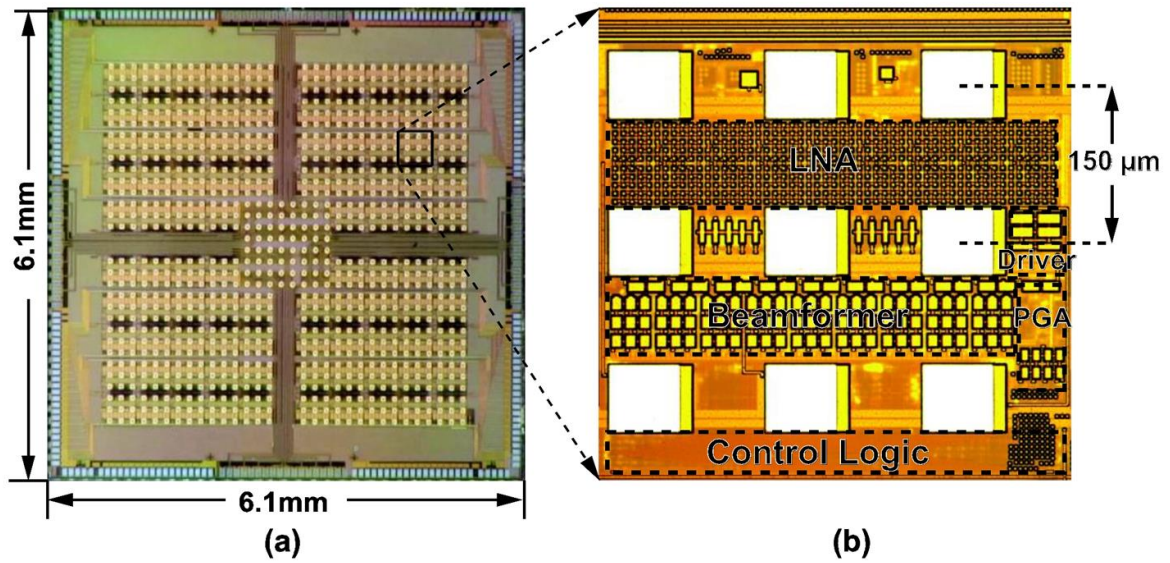 6.1mm
6.1mm
(a)
LNA
150 µm
Driver
Beamformer
PGA
Control Logic
(b)